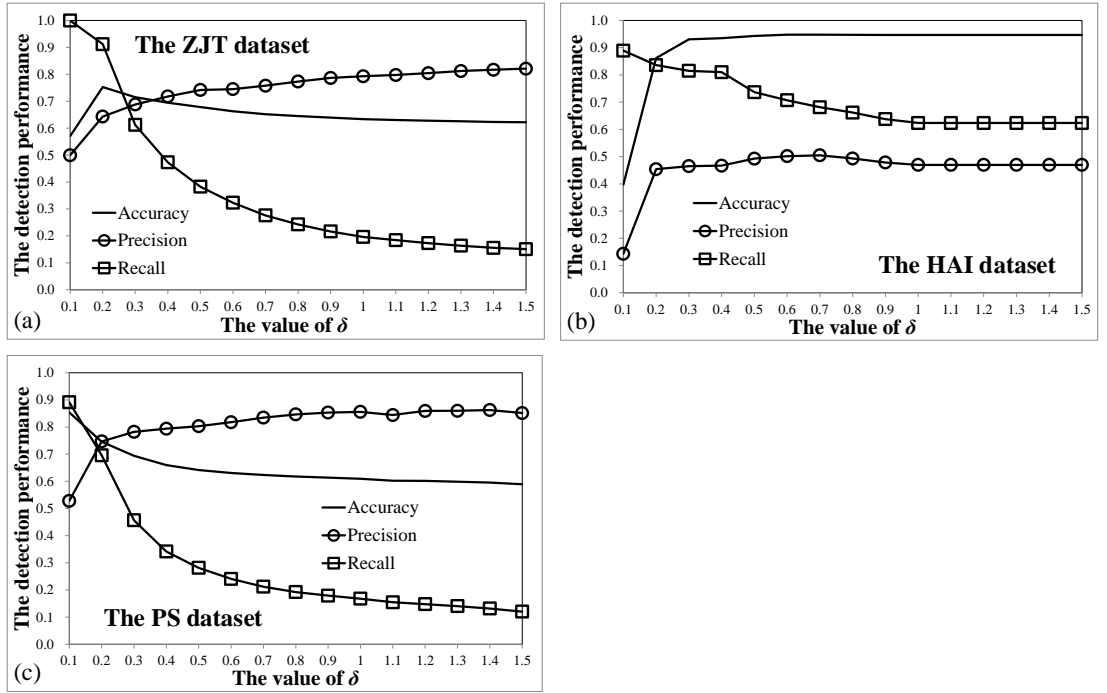 The detection performance
1.0
0.9
0.8
0.7
0.6
0.5
0.4
0.3
0.2
0.1
0.0
The ZJT dataset
Accuracy
Precision
Recall
0.1 0.2 0.3 0.4 0.5 0.6 0.7 0.8 0.9 1 1.1 1.2 1.3 1.4 1.5
The value of δ
(a)
The detection performance
1.0
0.9
0.8
0.7
0.6
0.5
0.4
0.3
0.2
0.1
0.0
Accuracy
Precision
Recall
The HAI dataset
0.1 0.2 0.3 0.4 0.5 0.6 0.7 0.8 0.9 1 1.1 1.2 1.3 1.4 1.5
The value of δ
(b)
The detection performance
1.0
0.9
0.8
0.7
0.6
0.5
0.4
0.3
0.2
0.1
0.0
Accuracy
Precision
Recall
The PS dataset
0.1 0.2 0.3 0.4 0.5 0.6 0.7 0.8 0.9 1 1.1 1.2 1.3 1.4 1.5
The value of δ
(c)